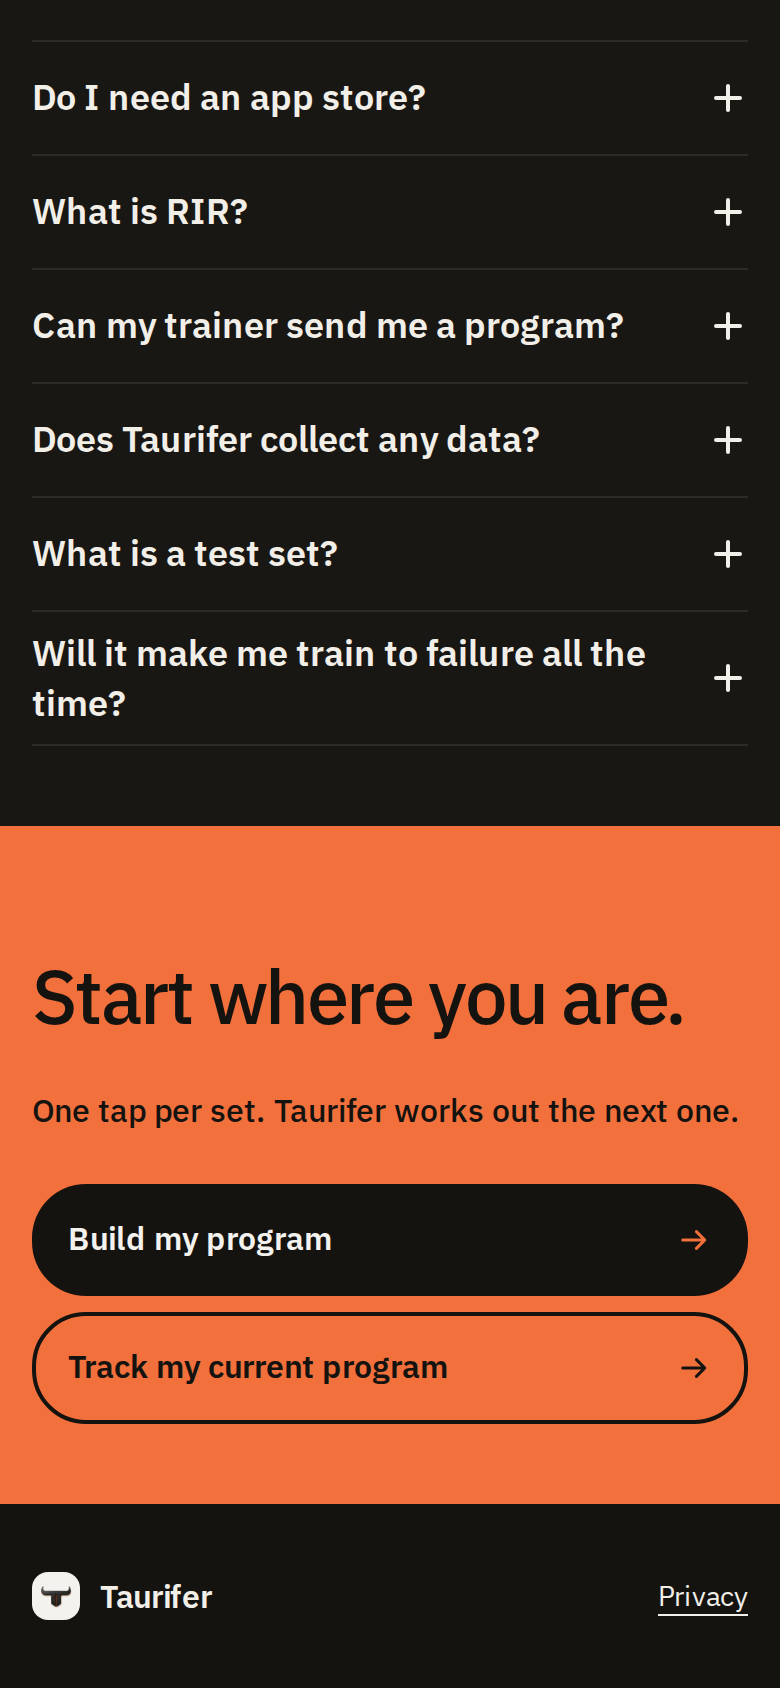 Do I need an app store?
What is RIR?
Can my trainer send me a program?
Does Taurifer collect any data?
What is a test set?
Will it make me train to failure all the
time?
Start where you are.
One tap per set. Taurifer works out the next one.
Build my program
Track my current program
Taurifer
Privacy